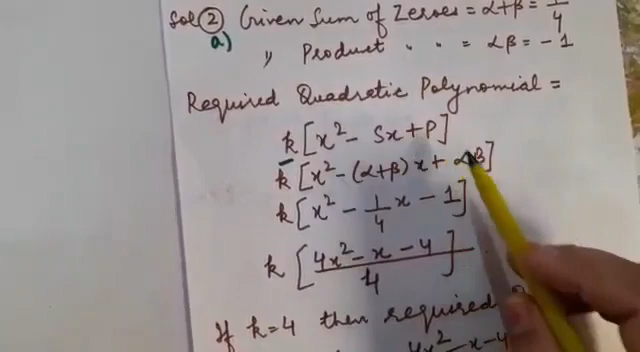 Sol ② Given Sum of Zeroes = α+β = 1/4
a) " Product " " = αβ = -1
Required Quadratic Polynomial =
k[x² - Sx + P]
k[x² - (α+β)x + αβ]
k[x² - 1/4 x - 1]
k[(4x² - x - 4)/4]
If k=4 then required
4x² - x - 4